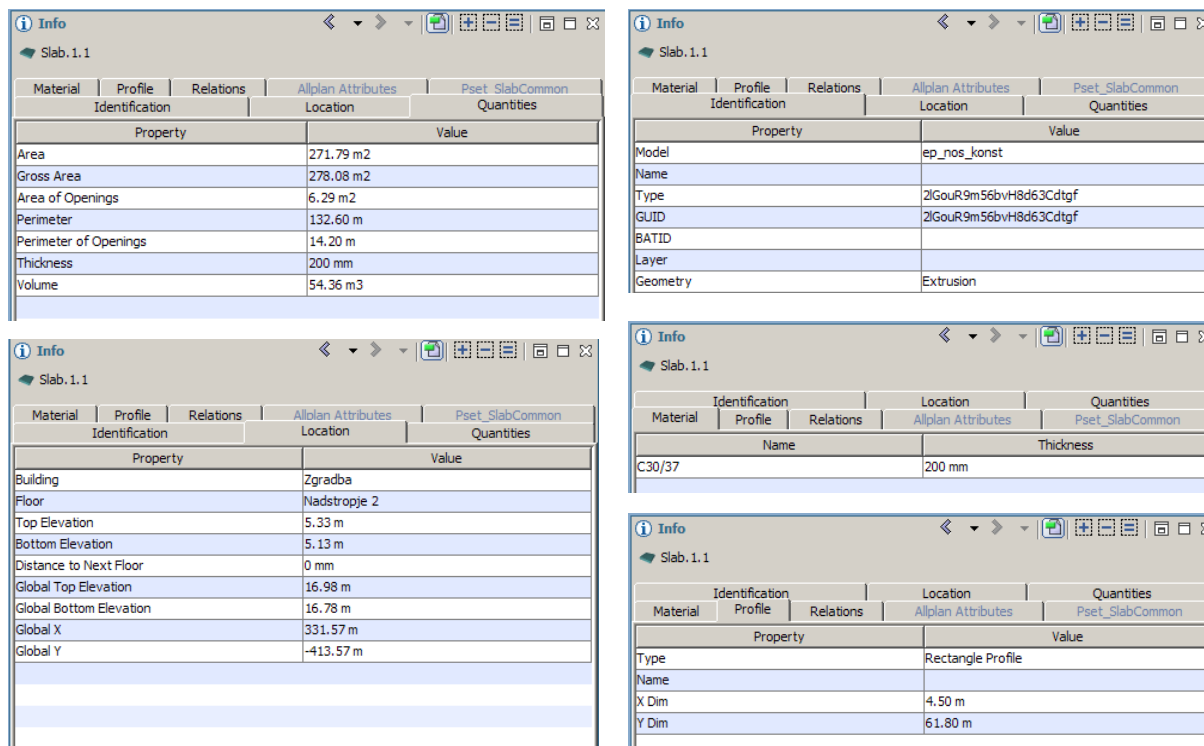 Info
Slab.1.1
Material Profile Relations Allplan Attributes Pset_SlabCommon
Identification Location Quantities
Property Value
Area 271.79 m2
Gross Area 278.08 m2
Area of Openings 6.29 m2
Perimeter 132.60 m
Perimeter of Openings 14.20 m
Thickness 200 mm
Volume 54.36 m3
Info
Slab.1.1
Material Profile Relations Allplan Attributes Pset_SlabCommon
Identification Location Quantities
Property Value
Building Zgradba
Floor Nadstropje 2
Top Elevation 5.33 m
Bottom Elevation 5.13 m
Distance to Next Floor 0 mm
Global Top Elevation 16.98 m
Global Bottom Elevation 16.78 m
Global X 331.57 m
Global Y -413.57 m
Info
Slab.1.1
Material Profile Relations Allplan Attributes Pset_SlabCommon
Identification Location Quantities
Property Value
Model ep_nos_konst
Name
Type 2lGouR9m56bvH8d63Cdtgf
GUID 2lGouR9m56bvH8d63Cdtgf
BATID
Layer
Geometry Extrusion
Info
Slab.1.1
Identification Location Quantities
Material Profile Relations Allplan Attributes Pset_SlabCommon
Name Thickness
C30/37 200 mm
Info
Slab.1.1
Identification Location Quantities
Material Profile Relations Allplan Attributes Pset_SlabCommon
Property Value
Type Rectangle Profile
Name
X Dim 4.50 m
Y Dim 61.80 m